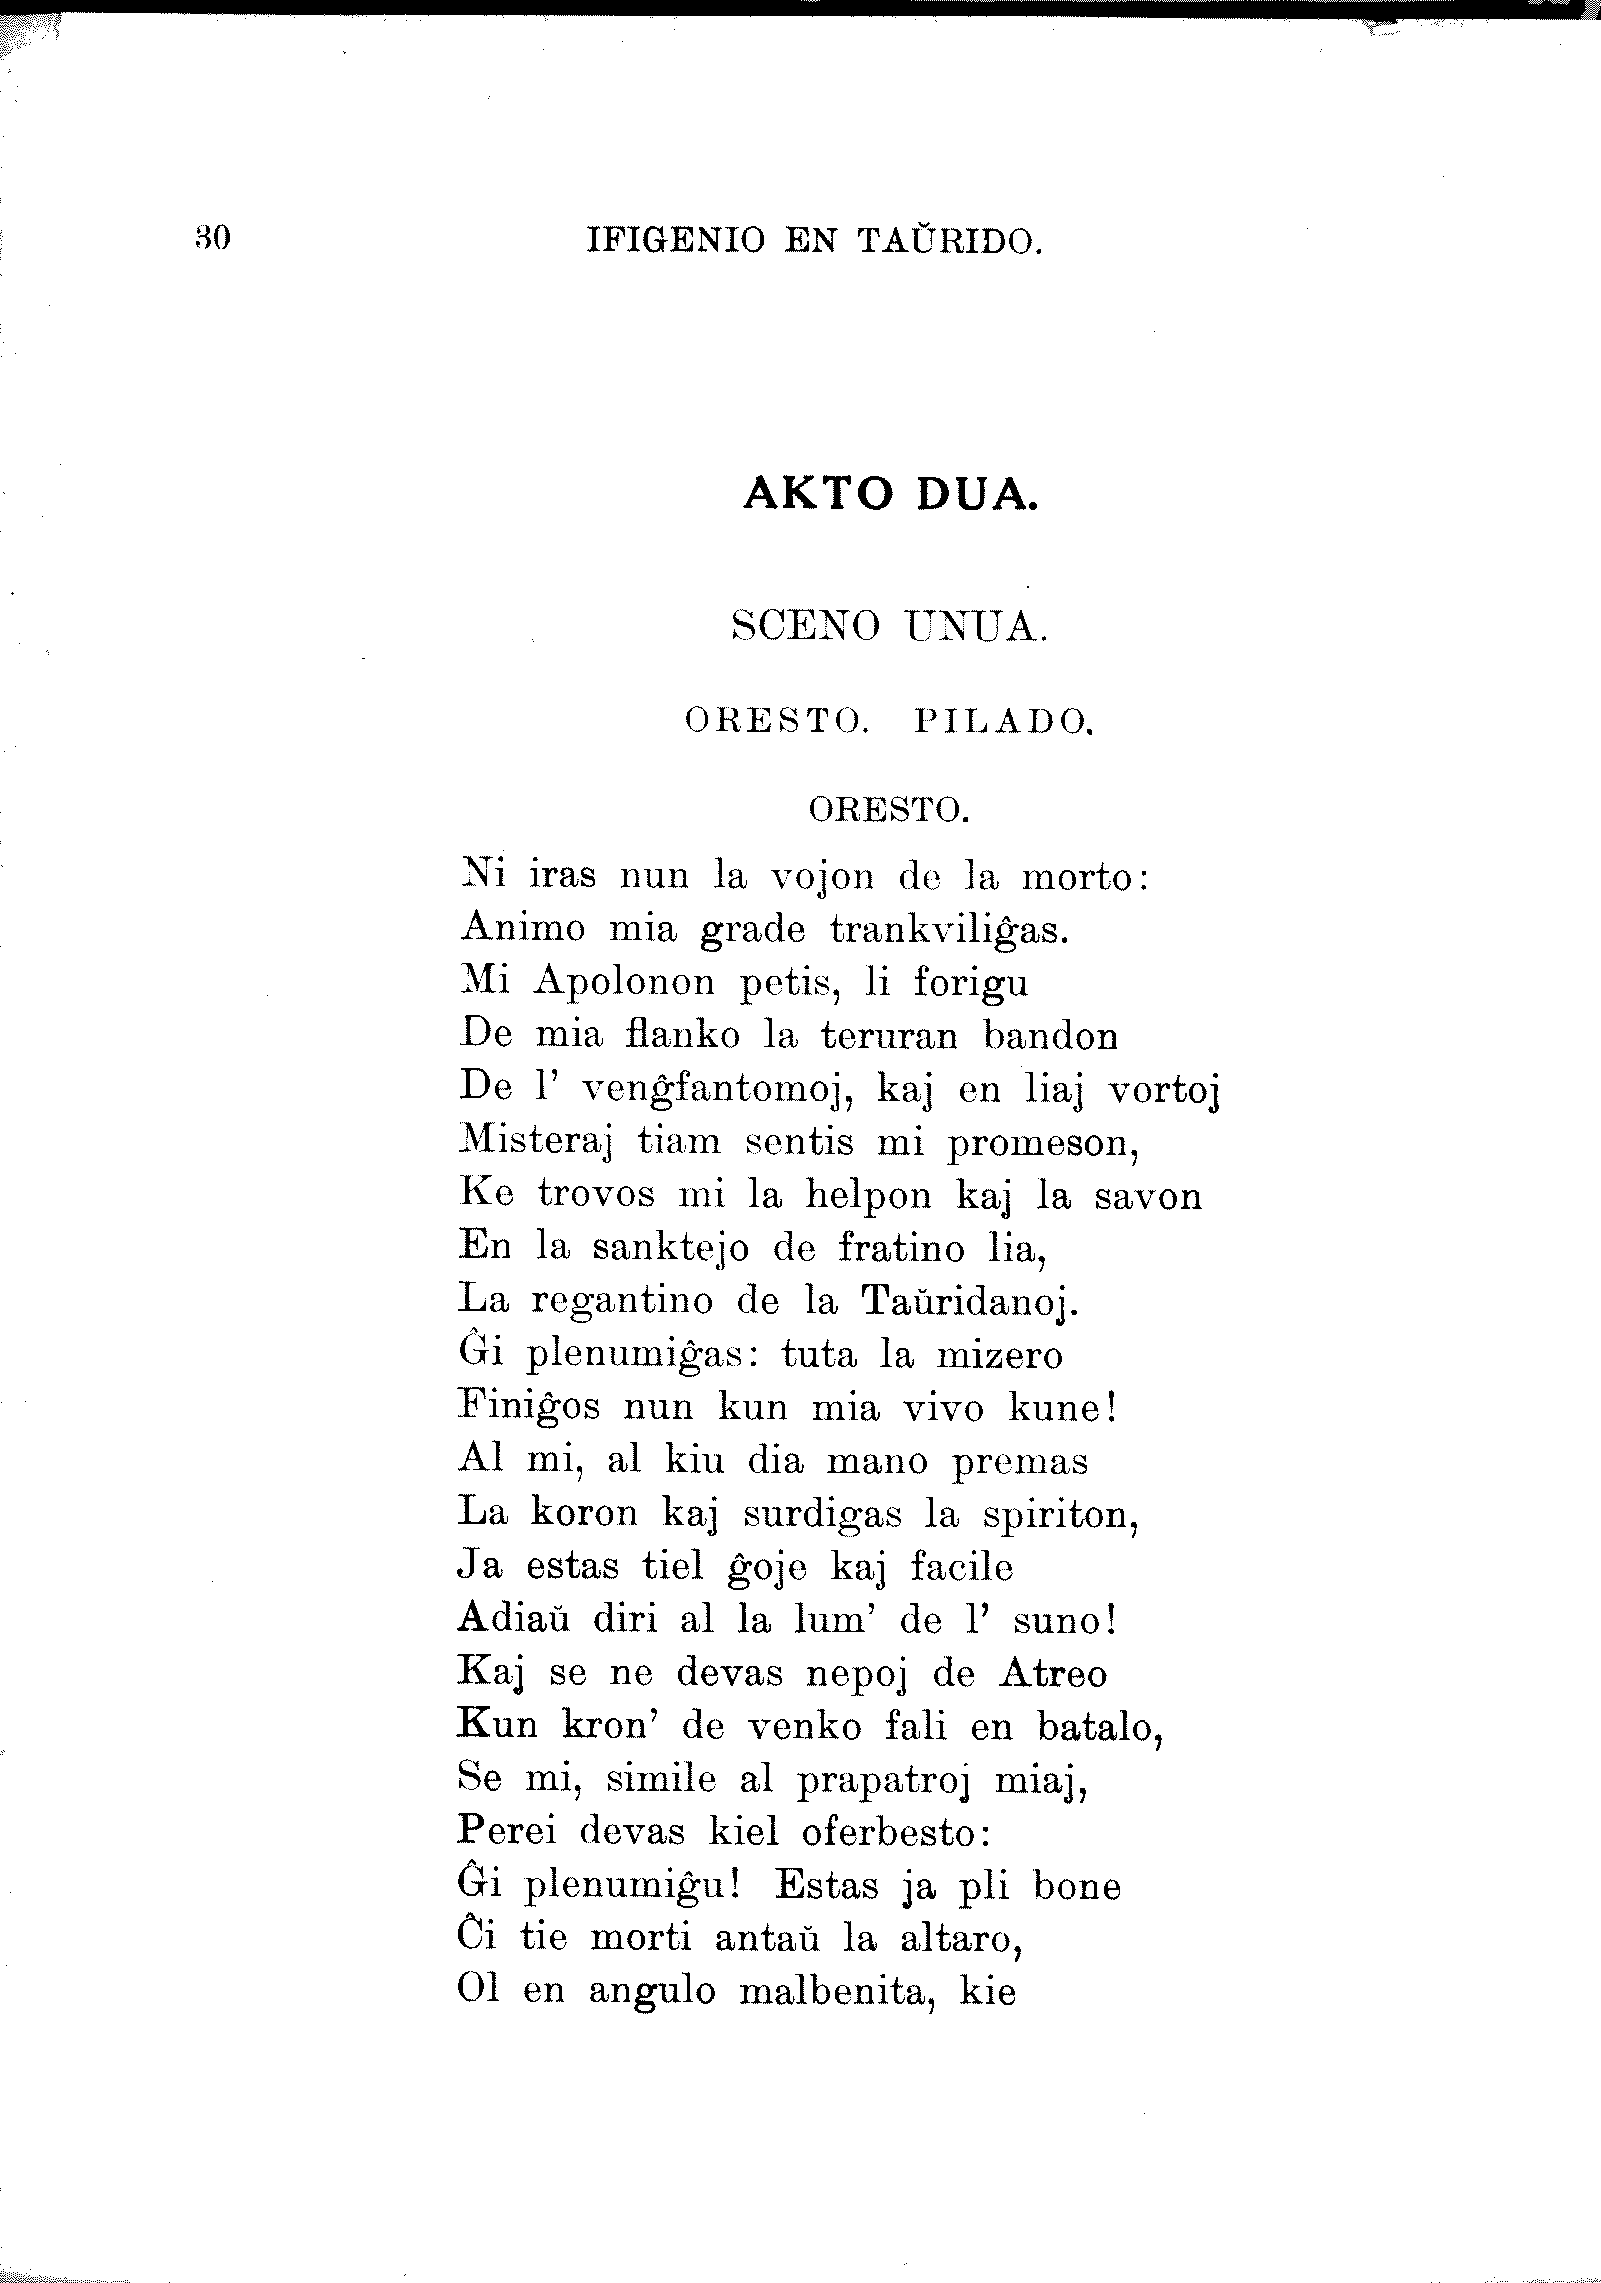 30
IFIGENIO EN TAŬRIDO.
AKTO DUA.
SCENO UNUA.
ORESTO. PILADO.
ORESTO.
Ni iras nun la vojon de la morto:
Animo mia grade trankviliĝas.
Mi Apolonon petis, li forigu
De mia flanko la teruran bandon
De l' venĝfantomoj, kaj en liaj vortoj
Misteraj tiam sentis mi promeson,
Ke trovos mi la helpon kaj la savon
En la sanktejo de fratino lia,
La regantino de la Taŭridanoj.
Ĝi plenumiĝas: tuta la mizero
Finiĝos nun kun mia vivo kune!
Al mi, al kiu dia mano premas
La koron kaj surdigas la spiriton,
Ja estas tiel ĝoje kaj facile
Adiaŭ diri al la lum' de l' suno!
Kaj se ne devas nepoj de Atreo
Kun kron' de venko fali en batalo,
Se mi, simile al prapatroj miaj,
Perei devas kiel oferbesto:
Ĝi plenumiĝu! Estas ja pli bone
Ĉi tie morti antaŭ la altaro,
Ol en angulo malbenita, kie